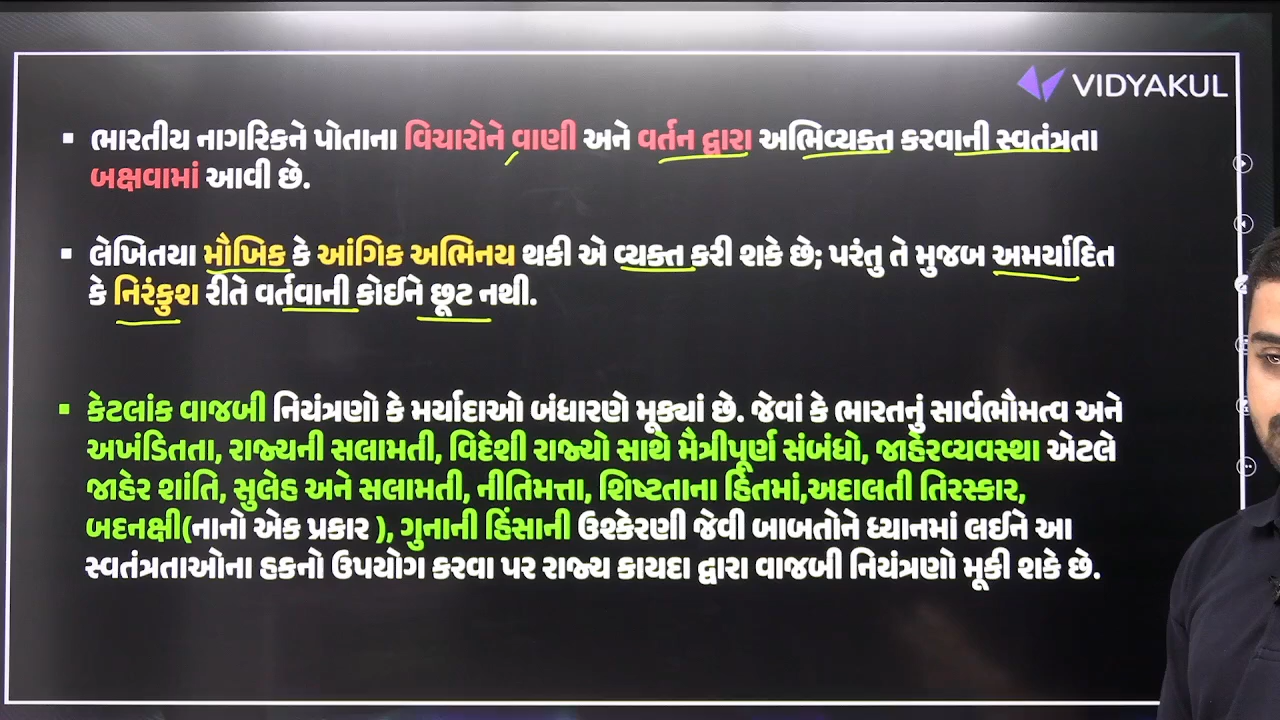 VIDYAKUL
▪ ભારતીય નાગરિકને પોતાના વિચારોને વાણી અને વર્તન દ્વારા અભિવ્યક્ત કરવાની સ્વતંત્રતા
બક્ષવામાં આવી છે.
▪ લેખિતયા મૌખિક કે આંગિક અભિનય થકી એ વ્યક્ત કરી શકે છે; પરંતુ તે મુજબ અમર્યાદિત
કે નિરંકુશ રીતે વર્તવાની કોઈને છૂટ નથી.
▪ કેટલાંક વાજબી નિયંત્રણો કે મર્યાદાઓ બંધારણે મૂક્યાં છે. જેવાં કે ભારતનું સાર્વભૌમત્વ અને
અખંડિતતા, રાજ્યની સલામતી, વિદેશી રાજ્યો સાથે મૈત્રીપૂર્ણ સંબંધો, જાહેરવ્યવસ્થા એટલે
જાહેર શાંતિ, સુલેહ અને સલામતી, નીતિમત્તા, શિષ્ટતાના હિતમાં,અદાલતી તિરસ્કાર,
બદનક્ષી(નાનો એક પ્રકાર ), ગુનાની હિંસાની ઉશ્કેરણી જેવી બાબતોને ધ્યાનમાં લઈને આ
સ્વતંત્રતાઓના હકનો ઉપયોગ કરવા પર રાજ્ય કાયદા દ્વારા વાજબી નિયંત્રણો મૂકી શકે છે.